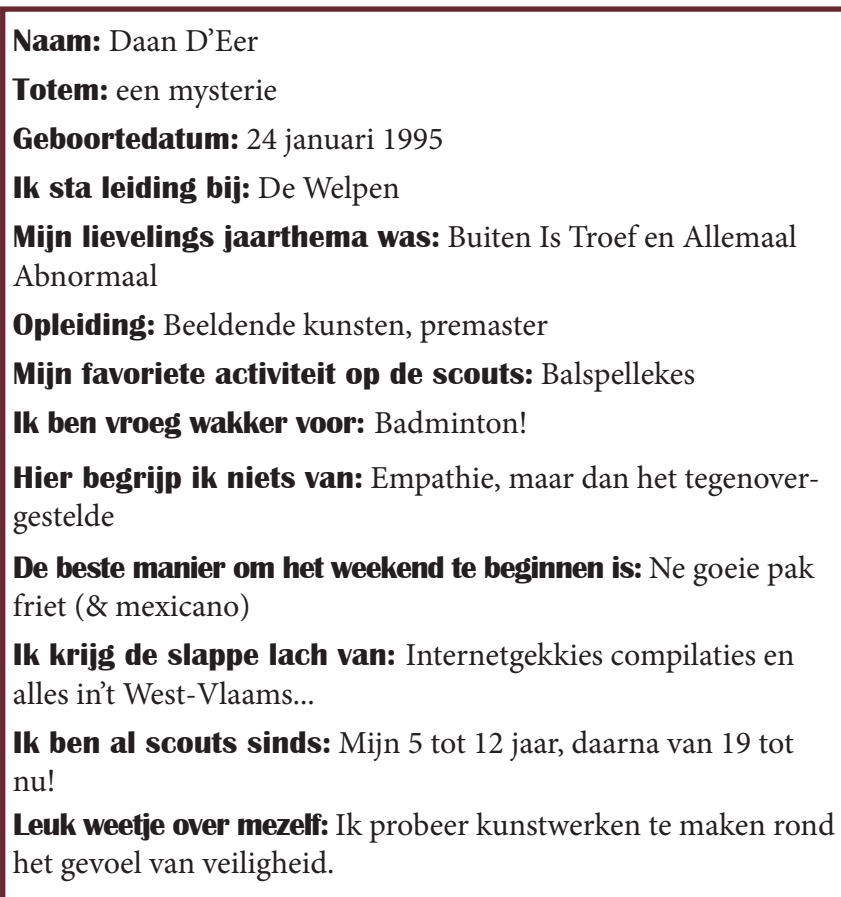 Naam: Daan D’Eer
Totem: een mysterie
Geboortedatum: 24 januari 1995
Ik sta leiding bij: De Welpen
Mijn lievelings jaarthema was: Buiten Is Troef en Allemaal
Abnormaal
Opleiding: Beeldende kunsten, premaster
Mijn favoriete activiteit op de scouts: Balspellekes
Ik ben vroeg wakker voor: Badminton!
Hier begrijp ik niets van: Empathie, maar dan het tegenover-
gestelde
De beste manier om het weekend te beginnen is: Ne goeie pak
friet (& mexicano)
Ik krijg de slappe lach van: Internetgekkies compilaties en
alles in’t West-Vlaams...
Ik ben al scouts sinds: Mijn 5 tot 12 jaar, daarna van 19 tot
nu!
Leuk weetje over mezelf: Ik probeer kunstwerken te maken rond
het gevoel van veiligheid.